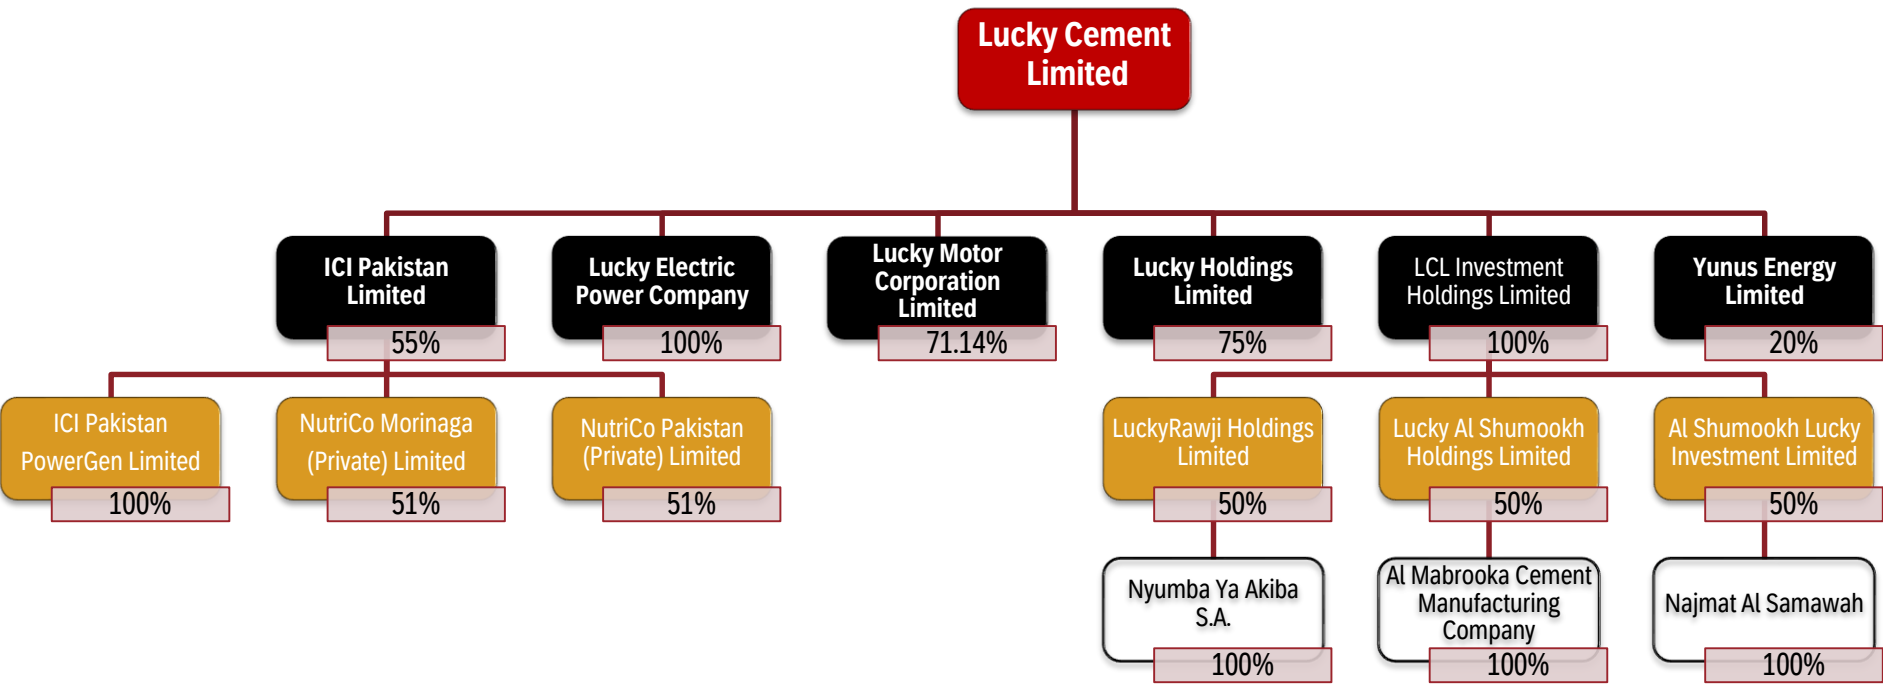 Lucky Cement
Limited
ICI Pakistan
Limited
55%
Lucky Electric
Power Company
100%
Lucky Motor
Corporation
Limited
71.14%
Lucky Holdings
Limited
75%
LCL Investment
Holdings Limited
100%
Yunus Energy
Limited
20%
ICI Pakistan
PowerGen Limited
100%
NutriCo Morinaga
(Private) Limited
51%
NutriCo Pakistan
(Private) Limited
51%
LuckyRawji Holdings
Limited
50%
Lucky Al Shumookh
Holdings Limited
50%
Al Shumookh Lucky
Investment Limited
50%
Nyumba Ya Akiba
S.A.
100%
Al Mabrooka Cement
Manufacturing
Company
100%
Najmat Al Samawah
100%